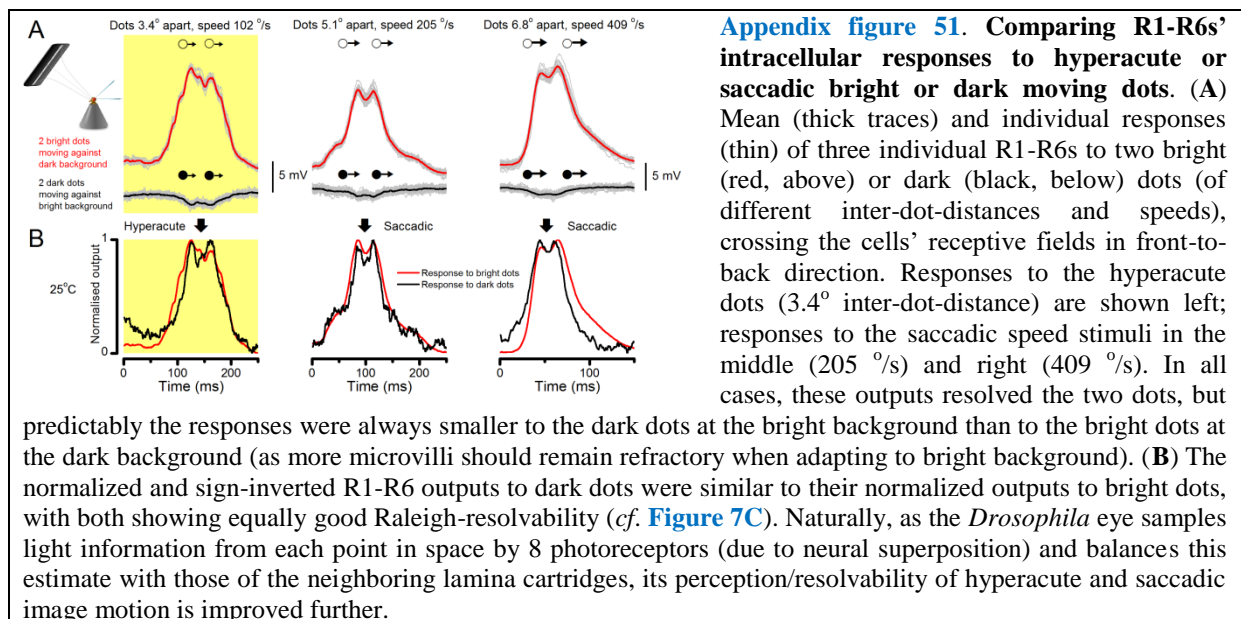 A
Dots 3.4° apart, speed 102 °/s
Dots 5.1° apart, speed 205 °/s
Dots 6.8° apart, speed 409 °/s
2 bright dots
moving against
dark background
2 dark dots
moving against
bright background
5 mV
5 mV
B
Hyperacute
Saccadic
Saccadic
25°C
Normalised output
1
0
Response to bright dots
Response to dark dots
0 100 200
0 100 200
0 100
Time (ms)
Time (ms)
Time (ms)
Appendix figure 51. Comparing R1-R6s’
intracellular responses to hyperacute or
saccadic bright or dark moving dots. (A)
Mean (thick traces) and individual responses
(thin) of three individual R1-R6s to two bright
(red, above) or dark (black, below) dots (of
different inter-dot-distances and speeds),
crossing the cells’ receptive fields in front-to-
back direction. Responses to the hyperacute
dots (3.4° inter-dot-distance) are shown left;
responses to the saccadic speed stimuli in the
middle (205 °/s) and right (409 °/s). In all
cases, these outputs resolved the two dots, but
predictably the responses were always smaller to the dark dots at the bright background than to the bright dots at
the dark background (as more microvilli should remain refractory when adapting to bright background). (B) The
normalized and sign-inverted R1-R6 outputs to dark dots were similar to their normalized outputs to bright dots,
with both showing equally good Raleigh-resolvability (cf. Figure 7C). Naturally, as the Drosophila eye samples
light information from each point in space by 8 photoreceptors (due to neural superposition) and balances this
estimate with those of the neighboring lamina cartridges, its perception/resolvability of hyperacute and saccadic
image motion is improved further.